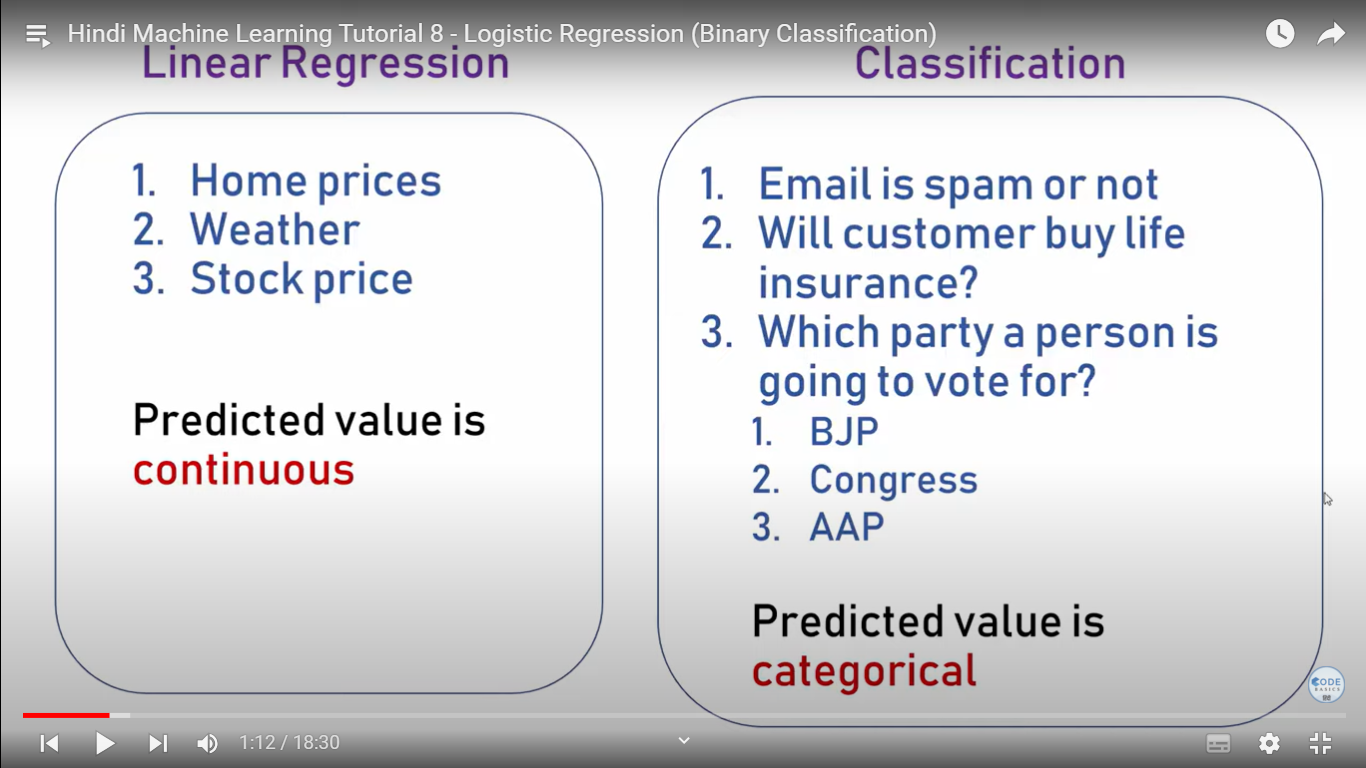 Hindi Machine Learning Tutorial 8 - Logistic Regression (Binary Classification)
Linear Regression
1. Home prices
2. Weather
3. Stock price
Predicted value is
continuous
Classification
1. Email is spam or not
2. Will customer buy life
insurance?
3. Which party a person is
going to vote for?
1. BJP
2. Congress
3. AAP
Predicted value is
categorical
CODE
BASICS
1:12 / 18:30